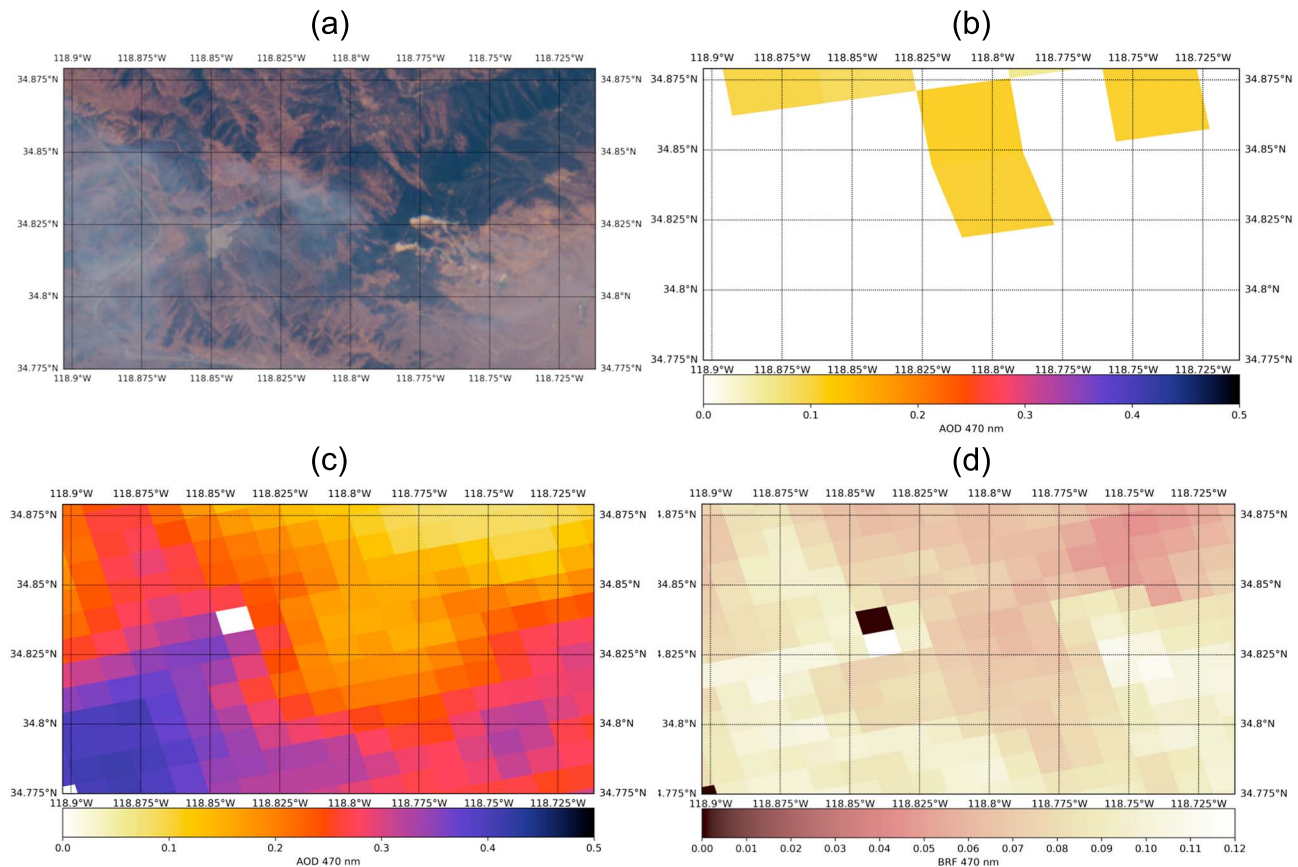 (a)
118.9°W 118.875°W 118.85°W 118.825°W 118.8°W 118.775°W 118.75°W 118.725°W
34.875°N 34.875°N
34.85°N 34.85°N
34.825°N 34.825°N
34.8°N 34.8°N
34.775°N 34.775°N
118.9°W 118.875°W 118.85°W 118.825°W 118.8°W 118.775°W 118.75°W 118.725°W
(b)
118.9°W 118.875°W 118.85°W 118.825°W 118.8°W 118.775°W 118.75°W 118.725°W
34.875°N 34.875°N
34.85°N 34.85°N
34.825°N 34.825°N
34.8°N 34.8°N
34.775°N 34.775°N
118.9°W 118.875°W 118.85°W 118.825°W 118.8°W 118.775°W 118.75°W 118.725°W
0.0 0.1 0.2 0.3 0.4 0.5
AOD 470 nm
(c)
118.9°W 118.875°W 118.85°W 118.825°W 118.8°W 118.775°W 118.75°W 118.725°W
34.875°N 34.875°N
34.85°N 34.85°N
34.825°N 34.825°N
34.8°N 34.8°N
34.775°N 34.775°N
118.9°W 118.875°W 118.85°W 118.825°W 118.8°W 118.775°W 118.75°W 118.725°W
0.0 0.1 0.2 0.3 0.4 0.5
AOD 470 nm
(d)
118.9°W 118.875°W 118.85°W 118.825°W 118.8°W 118.775°W 118.75°W 118.725°W
4.875°N 34.875°N
34.85°N 34.85°N
4.825°N 34.825°N
34.8°N 34.8°N
4.775°N 34.775°N
118.9°W 118.875°W 118.85°W 118.825°W 118.8°W 118.775°W 118.75°W 118.725°W
0.00 0.01 0.02 0.03 0.04 0.05 0.06 0.07 0.08 0.09 0.10 0.11 0.12
BRF 470 nm